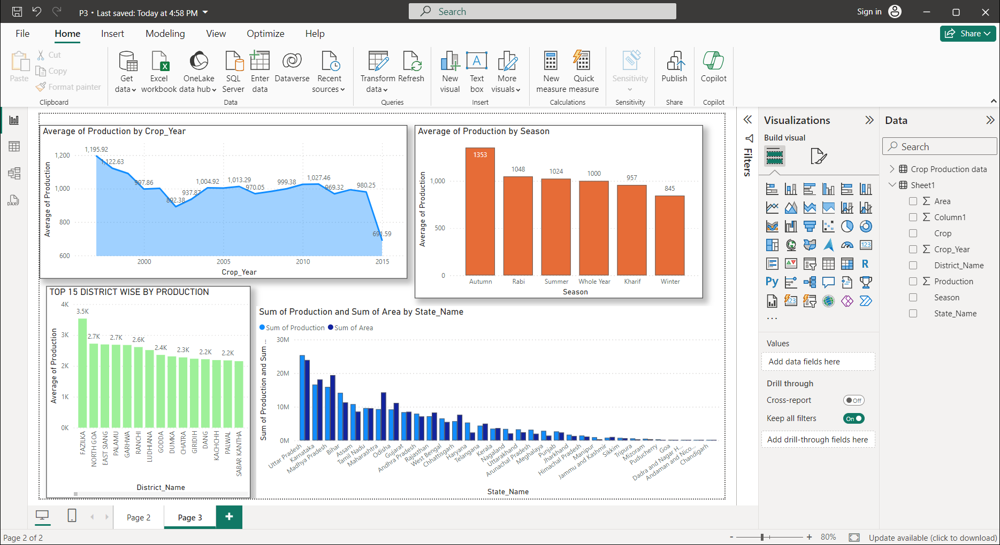 P3 • Last saved: Today at 4:58 PM
Search
Sign in
File
Home
Insert
Modeling
View
Optimize
Help
Share
Paste
Cut
Copy
Format painter
Clipboard
Get data
Excel workbook
OneLake data hub
SQL Server
Enter data
Dataverse
Recent sources
Data
Transform data
Refresh
Queries
New visual
Text box
More visuals
Insert
New measure
Quick measure
Calculations
Sensitivity
Sensitivity
Publish
Share
Copilot
Copilot
Average of Production by Crop_Year
Average of Production
1,200
1,000
800
600
1,195.92
1,122.63
997.86
892.38
937.87
1,004.92
1,013.29
970.05
999.38
1,027.46
969.32
980.25
691.59
2000
2005
2010
2015
Crop_Year
Average of Production by Season
Average of Production
1,000
500
0
1353
1048
1024
1000
957
845
Autumn
Rabi
Summer
Whole Year
Kharif
Winter
Season
TOP 15 DISTRICT WISE BY PRODUCTION
Average of Production
4K
3K
2K
1K
0K
3.5K
2.7K
2.7K
2.6K
2.4K
2.3K
2.2K
2.2K
FAZILKA
NORTH GOA
EAST SIANG
PALAMU
GARHWA
RANCHI
LUDHIANA
GODDA
DUMKA
CHATRA
GIRIDIH
DANG
KACHCHH
PALWAL
SABAR KANTHA
District_Name
Sum of Production and Sum of Area by State_Name
Sum of Production
Sum of Area
Sum of Production and Sum ...
30M
20M
10M
0M
Uttar Pradesh
Karnataka
Madhya Pradesh
Bihar
Assam
Tamil Nadu
Maharashtra
Odisha
Gujarat
Andhra Pradesh
Rajasthan
West Bengal
Chhattisgarh
Haryana
Telangana
Kerala
Nagaland
Uttarakhand
Arunachal Pradesh
Meghalaya
Punjab
Jharkhand
Himachal Pradesh
Manipur
Jammu and Kashmir
Sikkim
Tripura
Mizoram
Puducherry
Goa
Dadra and Nagar H...
Andaman and Nico...
Chandigarh
State_Name
Filters
Visualizations
Build visual
123
R
Py
123
...
Values
Add data fields here
Drill through
Cross-report
Off
Keep all filters
On
Add drill-through fields here
Data
Search
Crop Production data
Sheet1
Σ Area
Σ Column1
Crop
Σ Crop_Year
District_Name
Σ Production
Season
State_Name
DAX
A
Page 2
Page 3
+
Page 2 of 2
- + 80%
Update available (click to download)